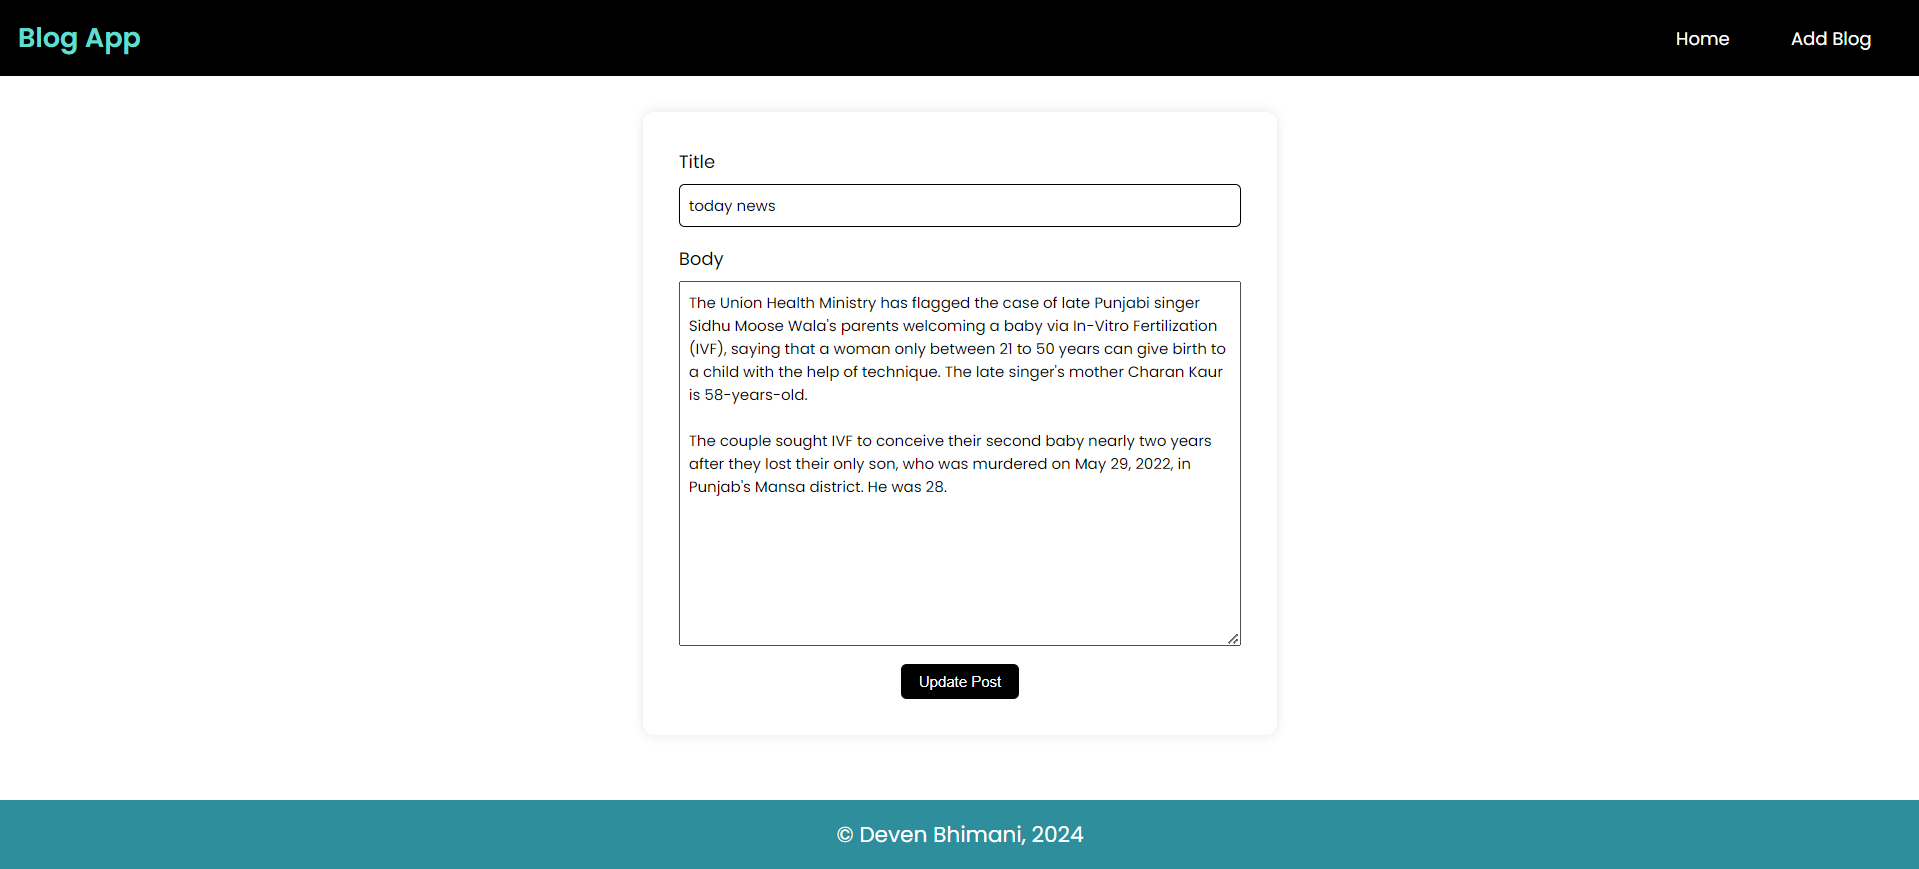 Blog App
Home
Add Blog
Title
today news
Body
The Union Health Ministry has flagged the case of late Punjabi singer
Sidhu Moose Wala's parents welcoming a baby via In-Vitro Fertilization
(IVF), saying that a woman only between 21 to 50 years can give birth to
a child with the help of technique. The late singer's mother Charan Kaur
is 58-years-old.
The couple sought IVF to conceive their second baby nearly two years
after they lost their only son, who was murdered on May 29, 2022, in
Punjab's Mansa district. He was 28.
Update Post
© Deven Bhimani, 2024